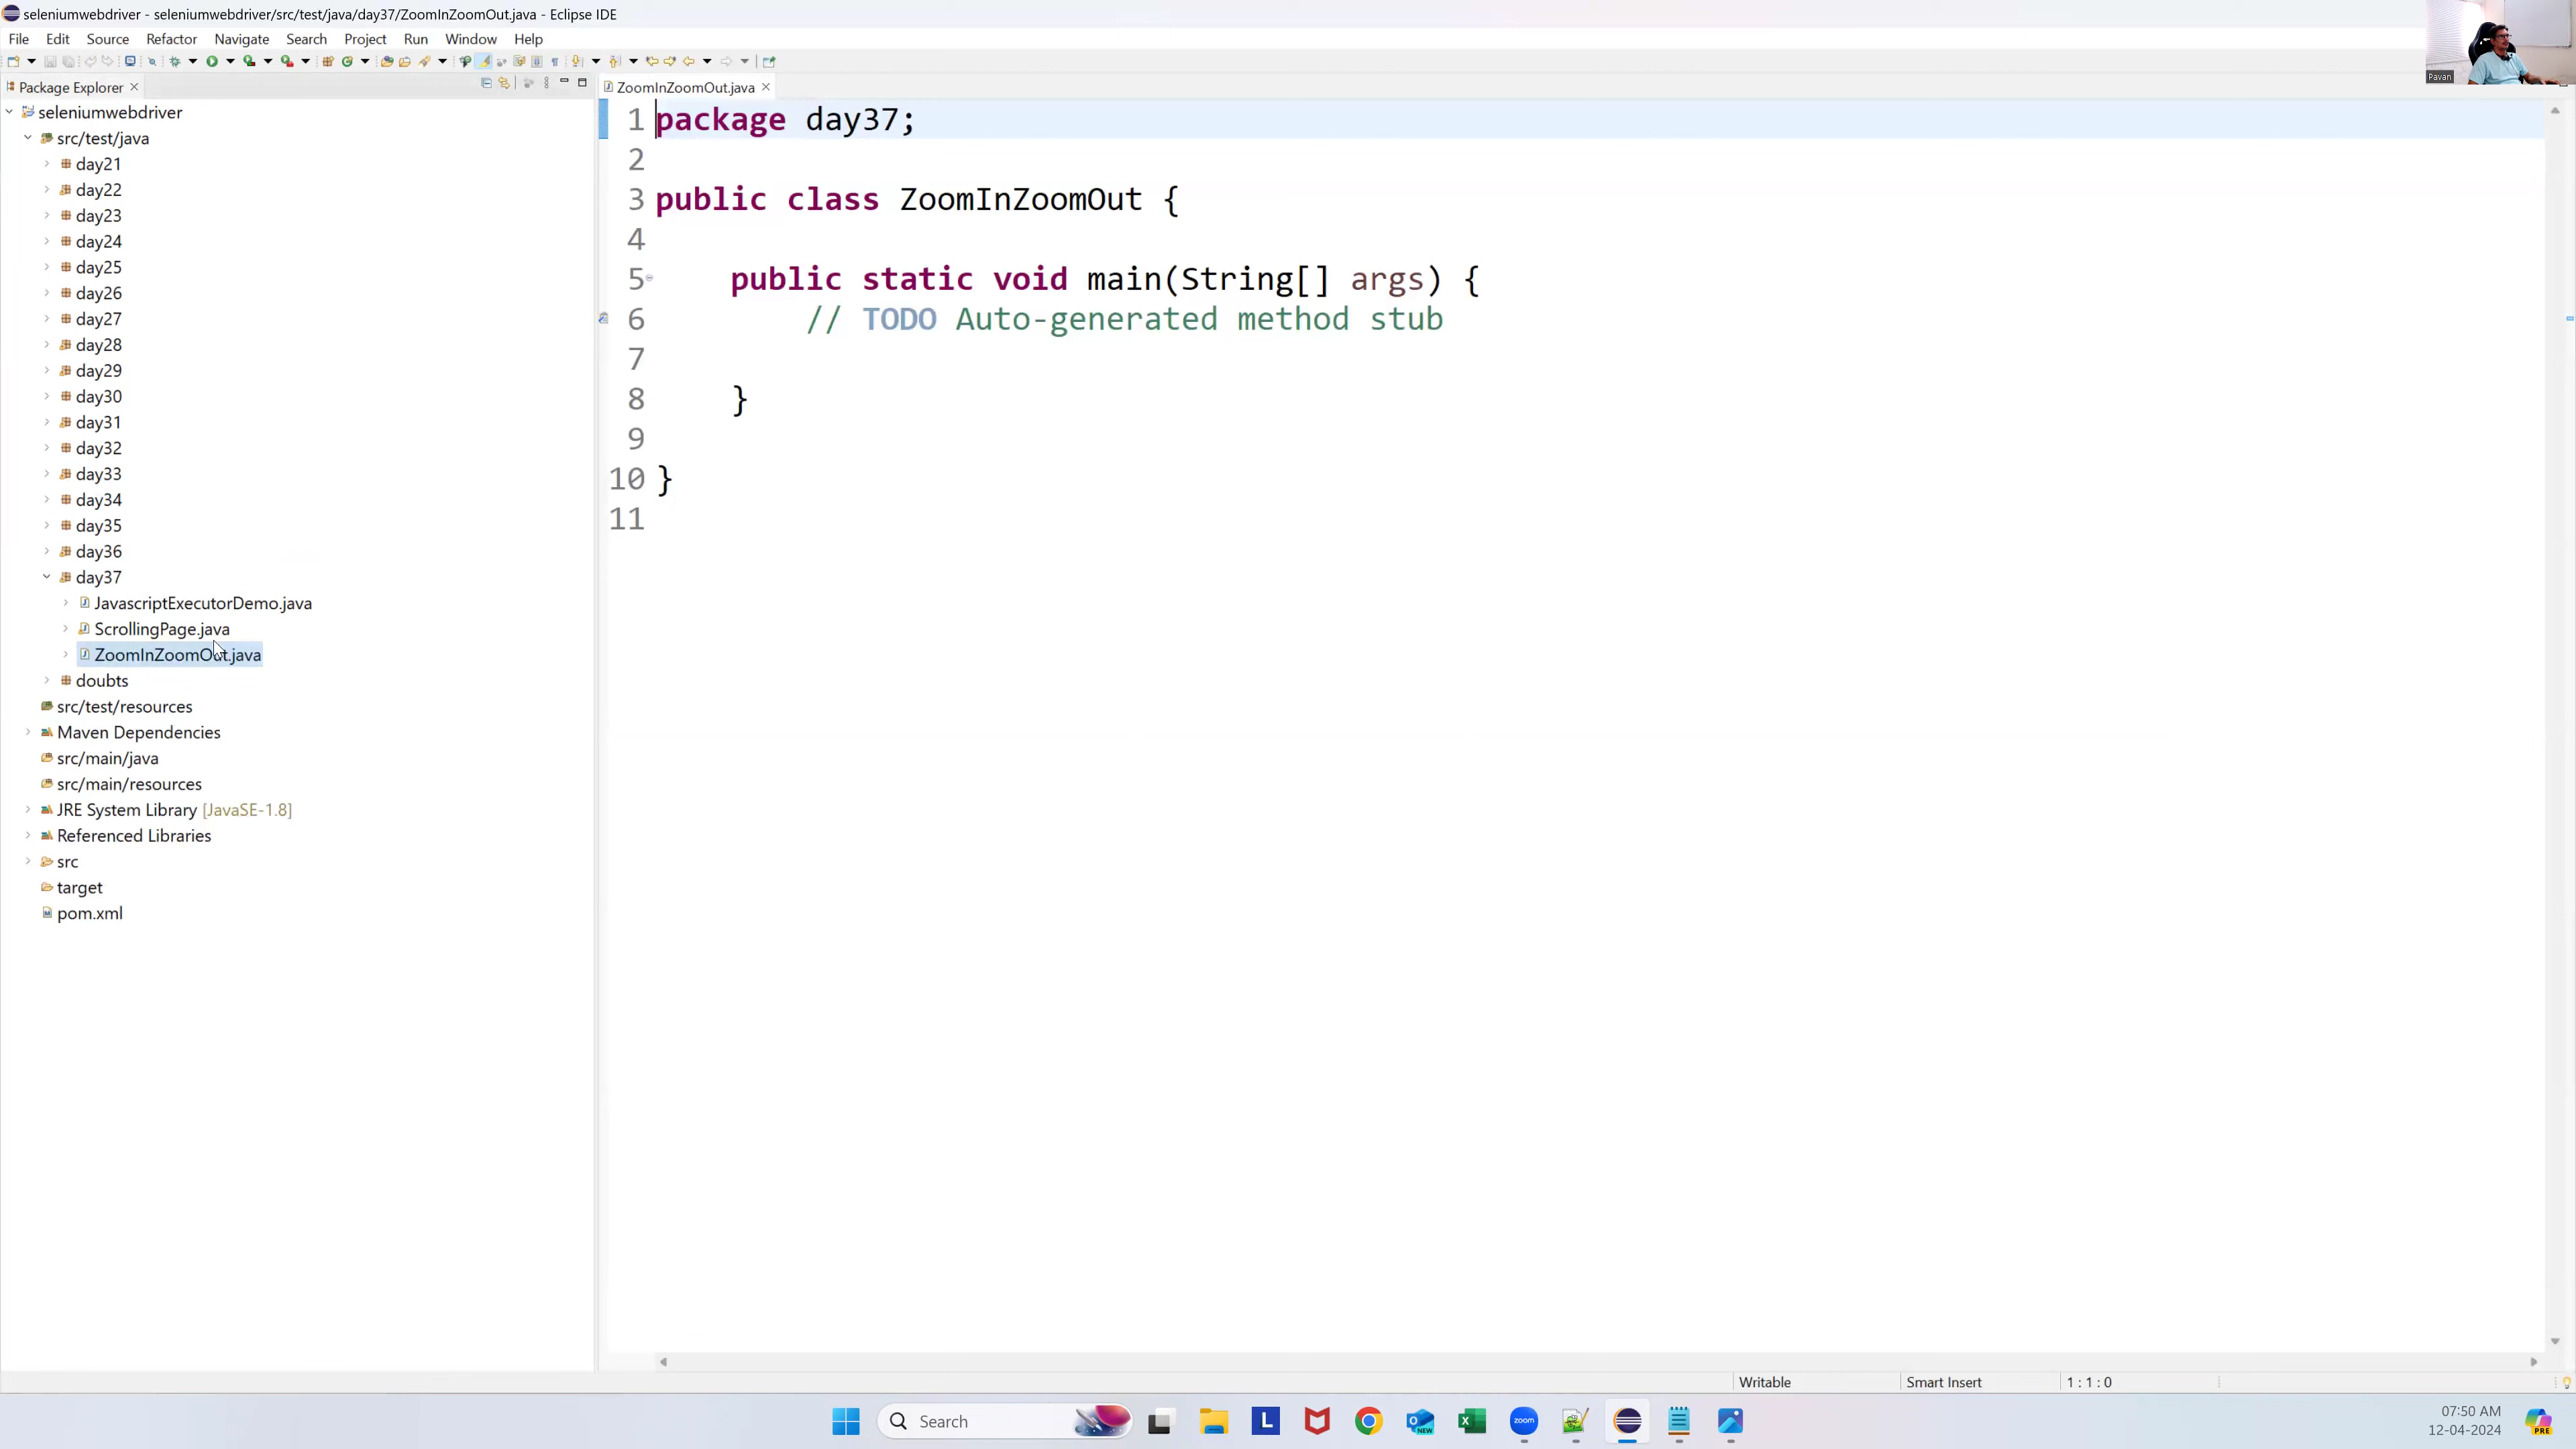 seleniumwebdriver - seleniumwebdriver/src/test/java/day37/ZoomInZoomOut.java - Eclipse IDE
File Edit Source Refactor Navigate Search Project Run Window Help
Pavan
Package Explorer
seleniumwebdriver
src/test/java
day21
day22
day23
day24
day25
day26
day27
day28
day29
day30
day31
day32
day33
day34
day35
day36
day37
JavascriptExecutorDemo.java
ScrollingPage.java
ZoomInZoomOut.java
doubts
src/test/resources
Maven Dependencies
src/main/java
src/main/resources
JRE System Library [JavaSE-1.8]
Referenced Libraries
src
target
pom.xml
ZoomInZoomOut.java
1 package day37;
2
3 public class ZoomInZoomOut {
4
5 public static void main(String[] args) {
6 // TODO Auto-generated method stub
7
8 }
9
10 }
11
Writable Smart Insert 1 : 1 : 0
Search
L
NEW
zoom
07:50 AM
12-04-2024
PRE